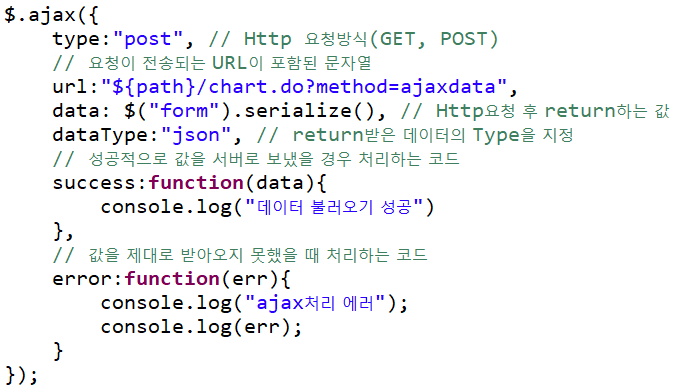 $.ajax({
    type:"post", // Http 요청방식(GET, POST)
    // 요청이 전송되는 URL이 포함된 문자열
    url:"${path}/chart.do?method=ajaxdata",
    data: $("form").serialize(), // Http요청 후 return하는 값
    dataType:"json", // return받은 데이터의 Type을 지정
    // 성공적으로 값을 서버로 보냈을 경우 처리하는 코드
    success:function(data){
        console.log("데이터 불러오기 성공")
    },
    // 값을 제대로 받아오지 못했을 때 처리하는 코드
    error:function(err){
        console.log("ajax처리 에러");
        console.log(err);
    }
});